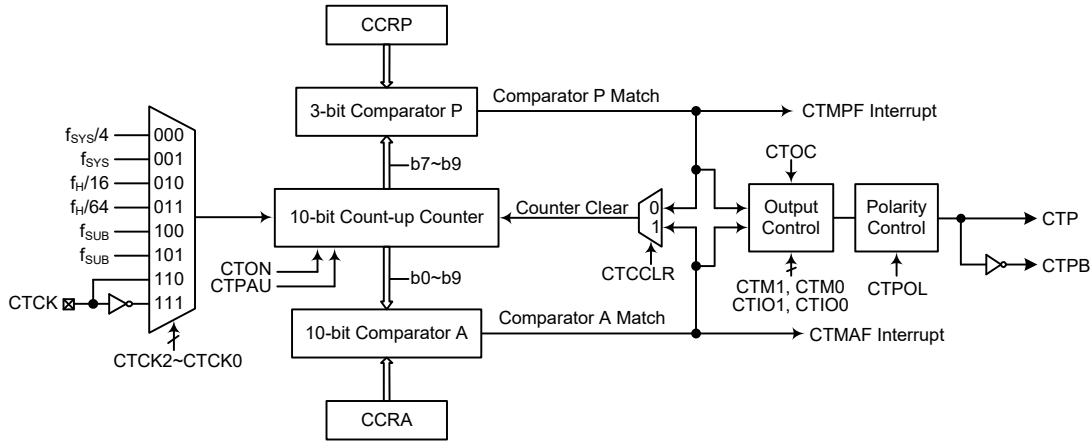 CCRP
3-bit Comparator P
Comparator P Match
CTMPF Interrupt
fSYS/4
000
fSYS
001
fH/16
010
fH/64
011
fSUB
100
fSUB
101
110
111
CTCK
CTCK2~CTCK0
b7~b9
10-bit Count-up Counter
Counter Clear
0
1
CTCCLR
CTON
CTPAU
b0~b9
CTOC
Output
Control
Polarity
Control
CTP
CTPB
CTM1, CTM0
CTIO1, CTIO0
CTPOL
10-bit Comparator A
Comparator A Match
CTMAF Interrupt
CCRA